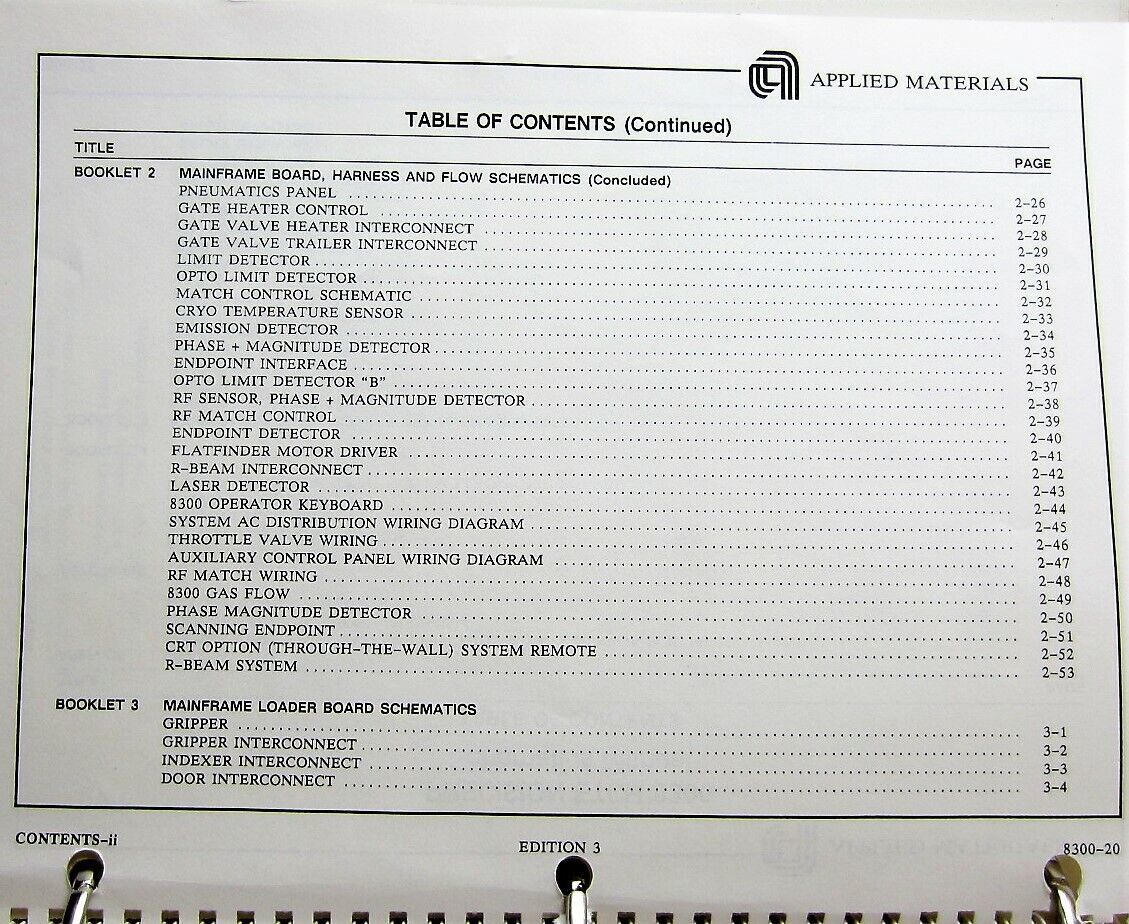 APPLIED MATERIALS
TABLE OF CONTENTS (Continued)
TITLE PAGE
BOOKLET 2 MAINFRAME BOARD, HARNESS AND FLOW SCHEMATICS (Concluded)
PNEUMATICS PANEL 2-26
GATE HEATER CONTROL 2-27
GATE VALVE HEATER INTERCONNECT 2-28
GATE VALVE TRAILER INTERCONNECT 2-29
LIMIT DETECTOR 2-30
OPTO LIMIT DETECTOR 2-31
MATCH CONTROL SCHEMATIC 2-32
CRYO TEMPERATURE SENSOR 2-33
EMISSION DETECTOR 2-34
PHASE + MAGNITUDE DETECTOR 2-35
ENDPOINT INTERFACE 2-36
OPTO LIMIT DETECTOR "B" 2-37
RF SENSOR, PHASE + MAGNITUDE DETECTOR 2-38
RF MATCH CONTROL 2-39
ENDPOINT DETECTOR 2-40
FLATFINDER MOTOR DRIVER 2-41
R-BEAM INTERCONNECT 2-42
LASER DETECTOR 2-43
8300 OPERATOR KEYBOARD 2-44
SYSTEM AC DISTRIBUTION WIRING DIAGRAM 2-45
THROTTLE VALVE WIRING 2-46
AUXILIARY CONTROL PANEL WIRING DIAGRAM 2-47
RF MATCH WIRING 2-48
8300 GAS FLOW 2-49
PHASE MAGNITUDE DETECTOR 2-50
SCANNING ENDPOINT 2-51
CRT OPTION (THROUGH-THE-WALL) SYSTEM REMOTE 2-52
R-BEAM SYSTEM 2-53
BOOKLET 3 MAINFRAME LOADER BOARD SCHEMATICS
GRIPPER 3-1
GRIPPER INTERCONNECT 3-2
INDEXER INTERCONNECT 3-3
DOOR INTERCONNECT 3-4
CONTENTS-ii EDITION 3 8300-20